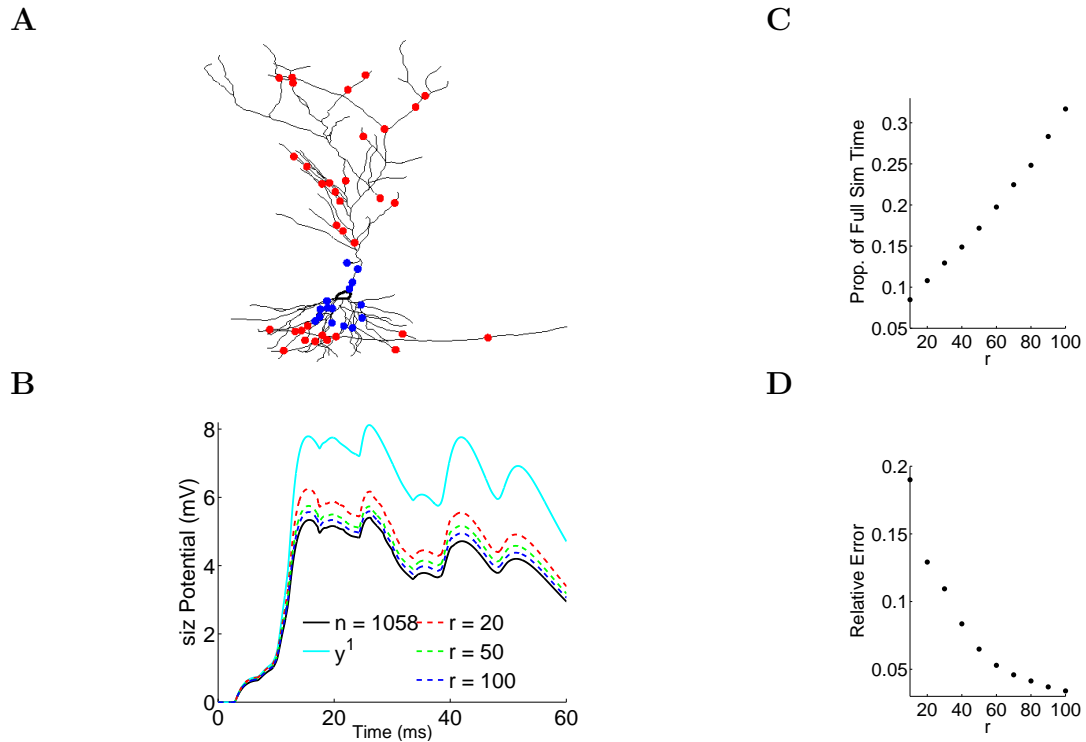 A
B
siz Potential (mV)
8
6
4
2
0
0
20
40
60
Time (ms)
n = 1058
y¹
r = 20
r = 50
r = 100
C
Prop. of Full Sim Time
0.3
0.25
0.2
0.15
0.1
0.05
20
40
60
80
100
r
D
Relative Error
0.2
0.15
0.1
0.05
20
40
60
80
100
r